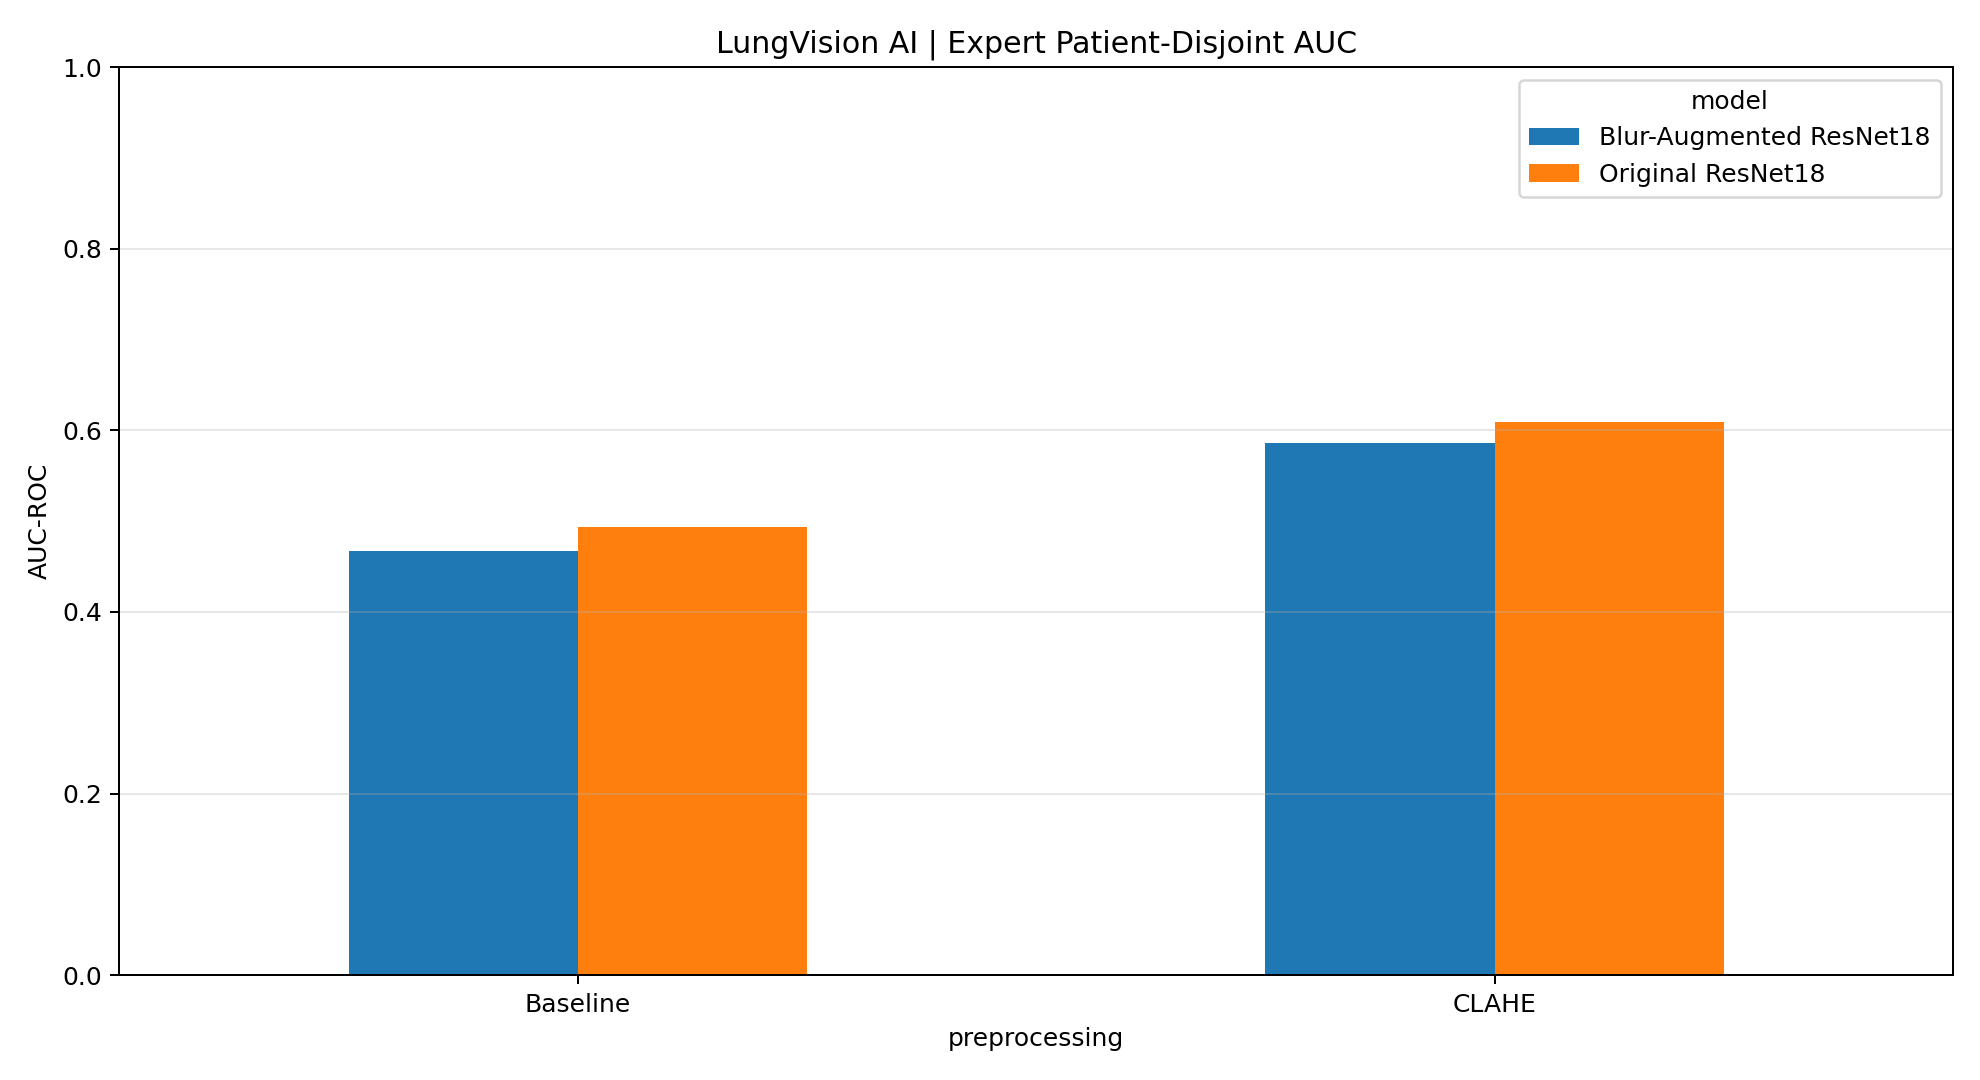 LungVision AI | Expert Patient-Disjoint AUC
model
Blur-Augmented ResNet18
Original ResNet18
AUC-ROC
1.0
0.8
0.6
0.4
0.2
0.0
Baseline
CLAHE
preprocessing